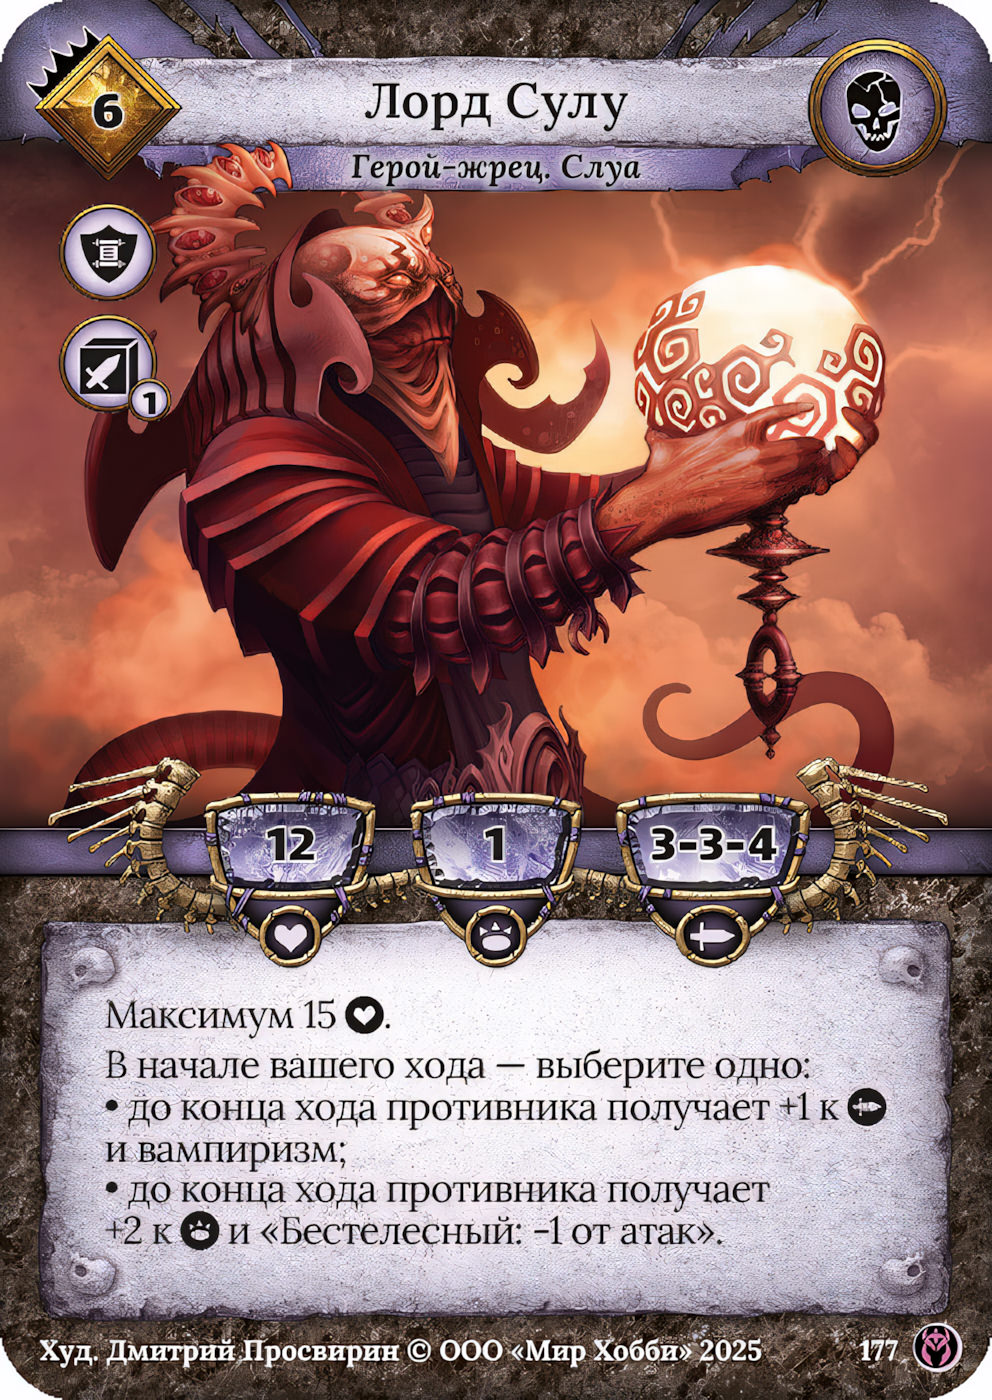 6
Лорд Сулу
Герой-жрец. Слуа
1
12
1
3-3-4
Максимум 15 .
В начале вашего хода — выберите одно:
• до конца хода противника получает +1 к
и вампиризм;
• до конца хода противника получает
+2 к и «Бестелесный: -1 от атак».
Худ. Дмитрий Просвирин © ООО «Мир Хобби» 2025
177